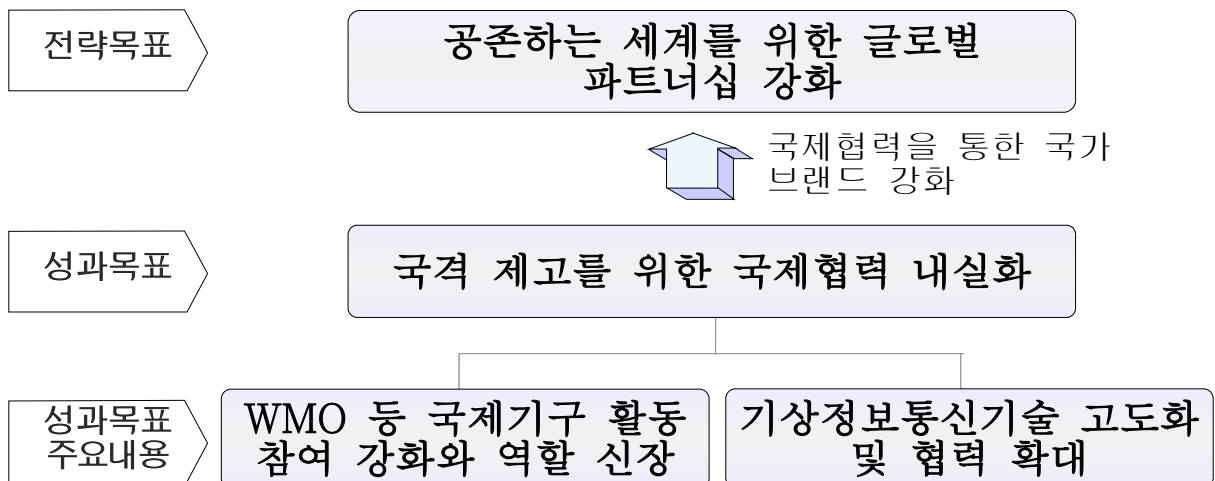 전략목표
공존하는 세계를 위한 글로벌
파트너십 강화
국제협력을 통한 국가
브랜드 강화
성과목표
국격 제고를 위한 국제협력 내실화
성과목표
주요내용
WMO 등 국제기구 활동
참여 강화와 역할 신장
기상정보통신기술 고도화
및 협력 확대